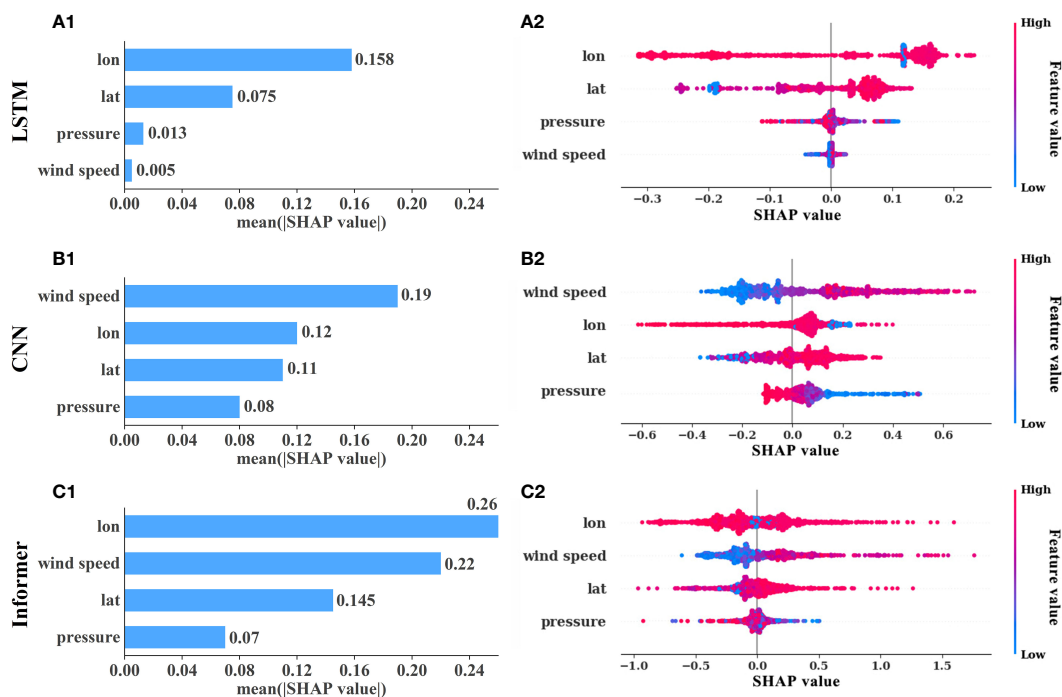 A1
LSTM
lon
0.158
lat
0.075
pressure
0.013
wind speed
0.005
0.00 0.04 0.08 0.12 0.16 0.20 0.24
mean(|SHAP value|)
A2
lon
lat
pressure
wind speed
−0.3 −0.2 −0.1 0.0 0.1 0.2
SHAP value
High
Feature value
Low
B1
CNN
wind speed
0.19
lon
0.12
lat
0.11
pressure
0.08
0.00 0.04 0.08 0.12 0.16 0.20 0.24
mean(|SHAP value|)
B2
wind speed
lon
lat
pressure
−0.6 −0.4 −0.2 0.0 0.2 0.4 0.6
SHAP value
High
Feature value
Low
C1
Informer
lon
0.26
wind speed
0.22
lat
0.145
pressure
0.07
0.00 0.04 0.08 0.12 0.16 0.20 0.24
mean(|SHAP value|)
C2
lon
wind speed
lat
pressure
−1.0 −0.5 0.0 0.5 1.0 1.5
SHAP value
High
Feature value
Low